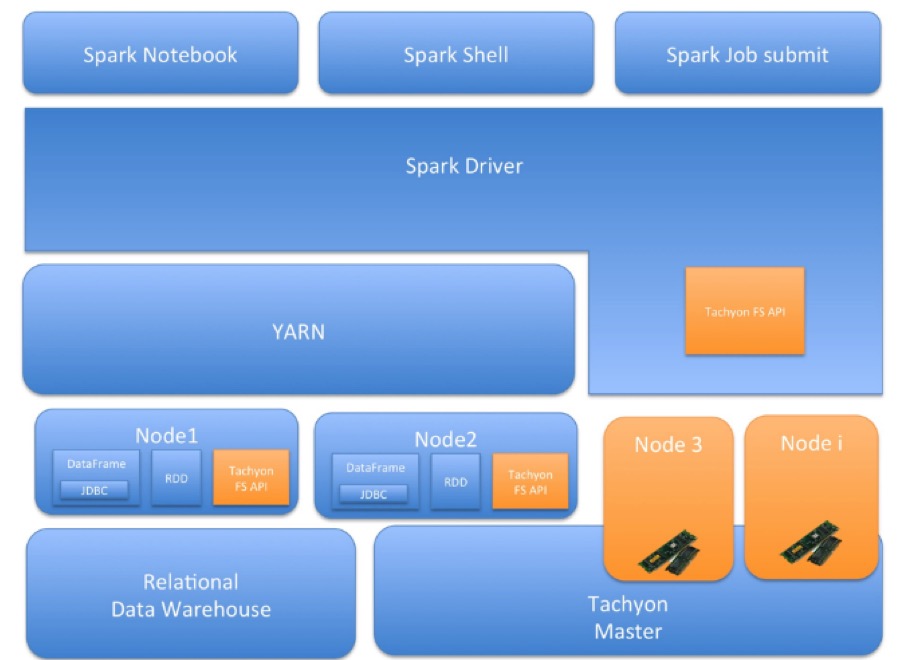 Spark Notebook
Spark Shell
Spark Job submit
Spark Driver
Tachyon FS API
YARN
Node1
DataFrame
JDBC
RDD
Tachyon
FS API
Node2
DataFrame
JDBC
RDD
Tachyon
FS API
Node 3
Node i
Relational
Data Warehouse
Tachyon
Master